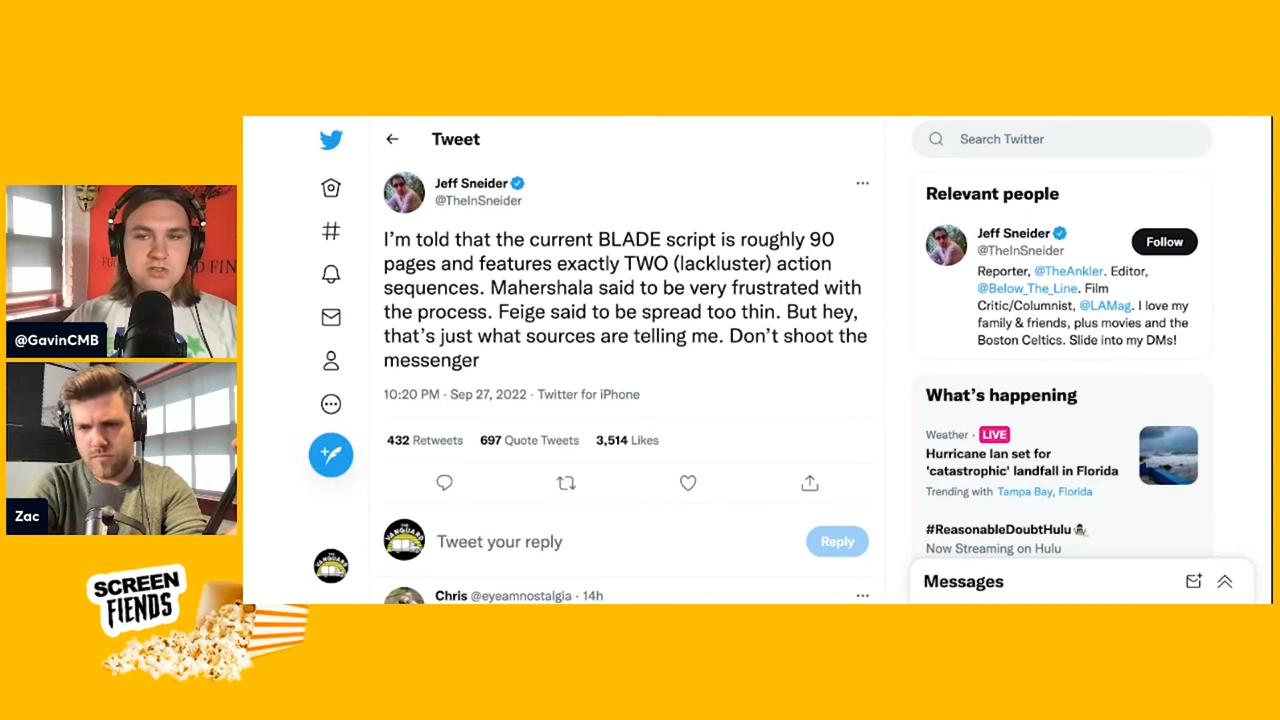 Tweet
Jeff Sneider
@TheInSneider
I'm told that the current BLADE script is roughly 90
pages and features exactly TWO (lackluster) action
sequences. Mahershala said to be very frustrated with
the process. Feige said to be spread too thin. But hey,
that's just what sources are telling me. Don't shoot the
messenger
10:20 PM · Sep 27, 2022 · Twitter for iPhone
432 Retweets 697 Quote Tweets 3,514 Likes
Tweet your reply
Reply
Chris @eyeamnostalgia · 14h
Search Twitter
Relevant people
Jeff Sneider
@TheInSneider
Follow
Reporter, @TheAnkler. Editor,
@Below_The_Line. Film
Critic/Columnist, @LAMag. I love my
family & friends, plus movies and the
Boston Celtics. Slide into my DMs!
What's happening
Weather · LIVE
Hurricane Ian set for
'catastrophic' landfall in Florida
Trending with Tampa Bay, Florida
#ReasonableDoubtHulu
Now Streaming on Hulu
Messages
@GavinCMB
Zac
SCREEN
FIENDS
THE
VANGUARD